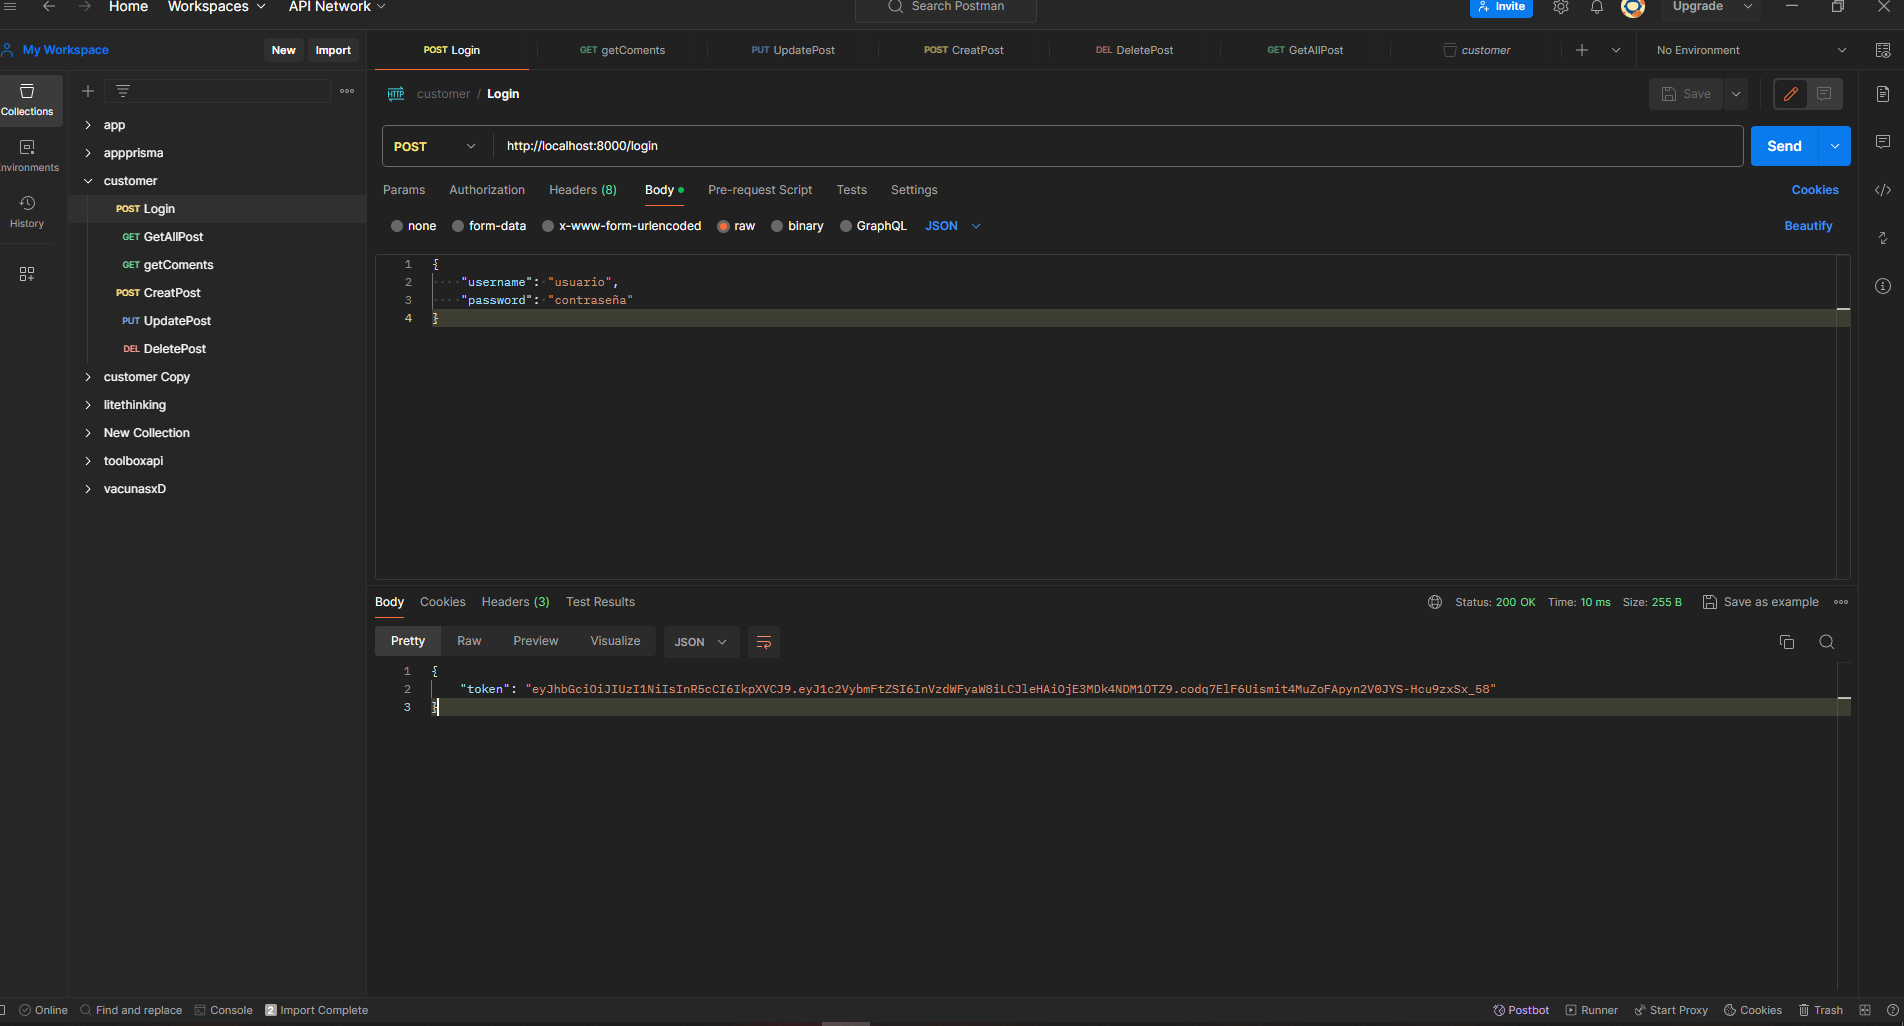 Home Workspaces API Network Search Postman Invite Upgrade
My Workspace New Import
POST Login GET getComents PUT UpdatePost POST CreatPost DEL DeletePost GET GetAllPost customer No Environment
Collections
nvironments
History
app
appprisma
customer
POST Login
GET GetAllPost
GET getComents
POST CreatPost
PUT UpdatePost
DEL DeletePost
customer Copy
litethinking
New Collection
toolboxapi
vacunasxD
HTTP customer / Login Save
POST http://localhost:8000/login Send
Params Authorization Headers (8) Body Pre-request Script Tests Settings Cookies
none form-data x-www-form-urlencoded raw binary GraphQL JSON Beautify
1 {
2 "username": "usuario",
3 "password": "contraseña"
4 }
Body Cookies Headers (3) Test Results Status: 200 OK Time: 10 ms Size: 255 B Save as example
Pretty Raw Preview Visualize JSON
1 {
2 "token": "eyJhbGciOiJIUzI1NiIsInR5cCI6IkpXVCJ9.eyJ1c2VybmFtZSI6InVzdWFyaW8iLCJleHAiOjE3MDk4NDM1OTZ9.codq7ElF6Uismit4MuZoFApyn2V0JYS-Hcu9zxSx_58"
3 }
Online Find and replace Console 2 Import Complete Postbot Runner Start Proxy Cookies Trash